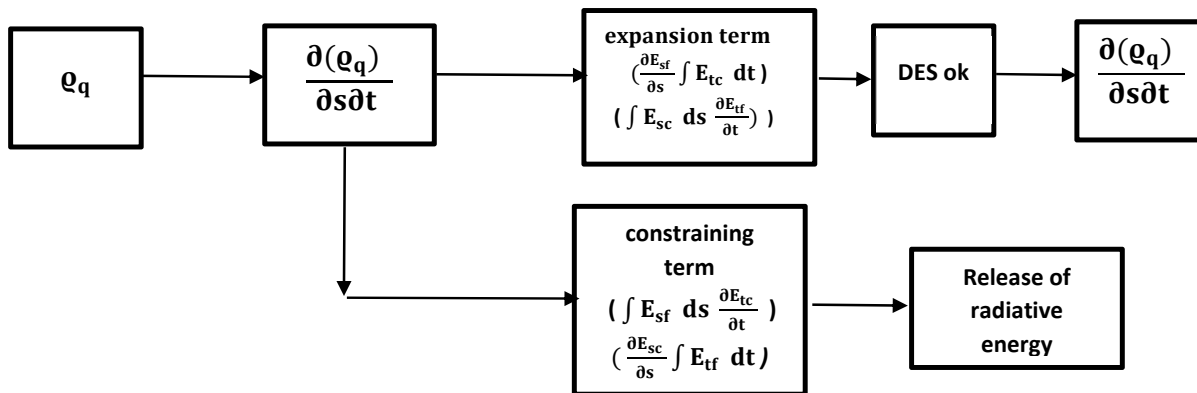 ϱq
∂(ϱq)
∂s∂t
expansion term
(∂Esf/∂s ∫ Etc dt )
( ∫ Esc ds ∂Etf/∂t) )
DES ok
∂(ϱq)
∂s∂t
constraining
term
( ∫ Esf ds ∂Etc/∂t )
( ∂Esc/∂s ∫ Etf dt )
Release of
radiative
energy